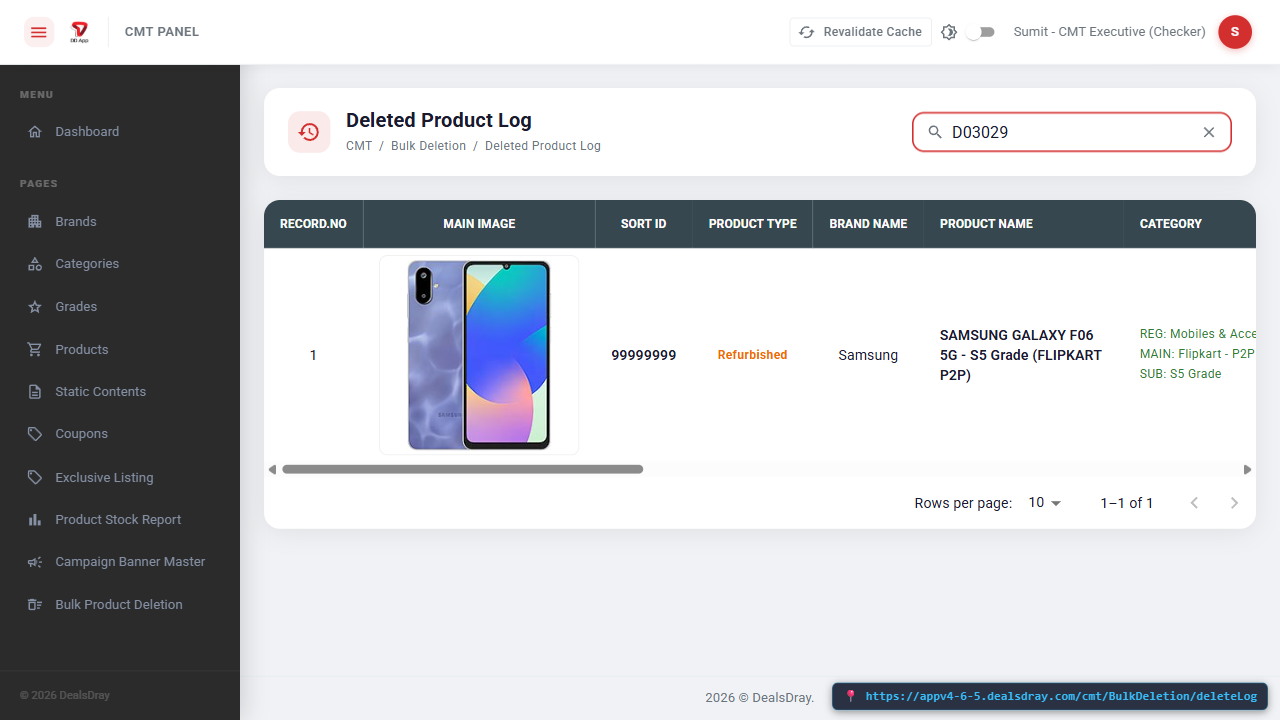 DD App
CMT PANEL
Revalidate Cache
Sumit - CMT Executive (Checker)
S
MENU
Dashboard
PAGES
Brands
Categories
Grades
Products
Static Contents
Coupons
Exclusive Listing
Product Stock Report
Campaign Banner Master
Bulk Product Deletion
© 2026 DealsDray
Deleted Product Log
CMT / Bulk Deletion / Deleted Product Log
D03029
RECORD.NO MAIN IMAGE SORT ID PRODUCT TYPE BRAND NAME PRODUCT NAME CATEGORY
1
SAMSUNG
99999999
Refurbished
Samsung
SAMSUNG GALAXY F06
5G - S5 Grade (FLIPKART
P2P)
REG: Mobiles & Acce
MAIN: Flipkart - P2P
SUB: S5 Grade
Rows per page: 10 1–1 of 1
2026 © DealsDray.
https://appv4-6-5.dealsdray.com/cmt/BulkDeletion/deleteLog